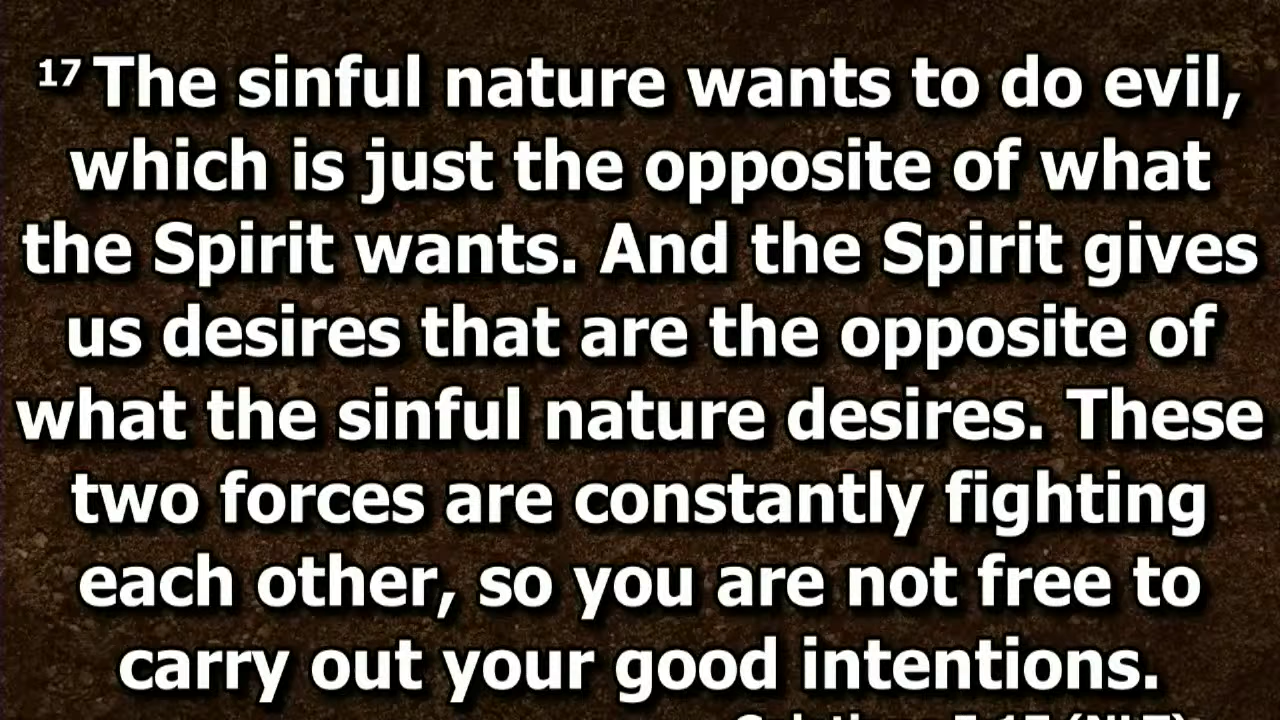 17 The sinful nature wants to do evil,
which is just the opposite of what
the Spirit wants. And the Spirit gives
us desires that are the opposite of
what the sinful nature desires. These
two forces are constantly fighting
each other, so you are not free to
carry out your good intentions.